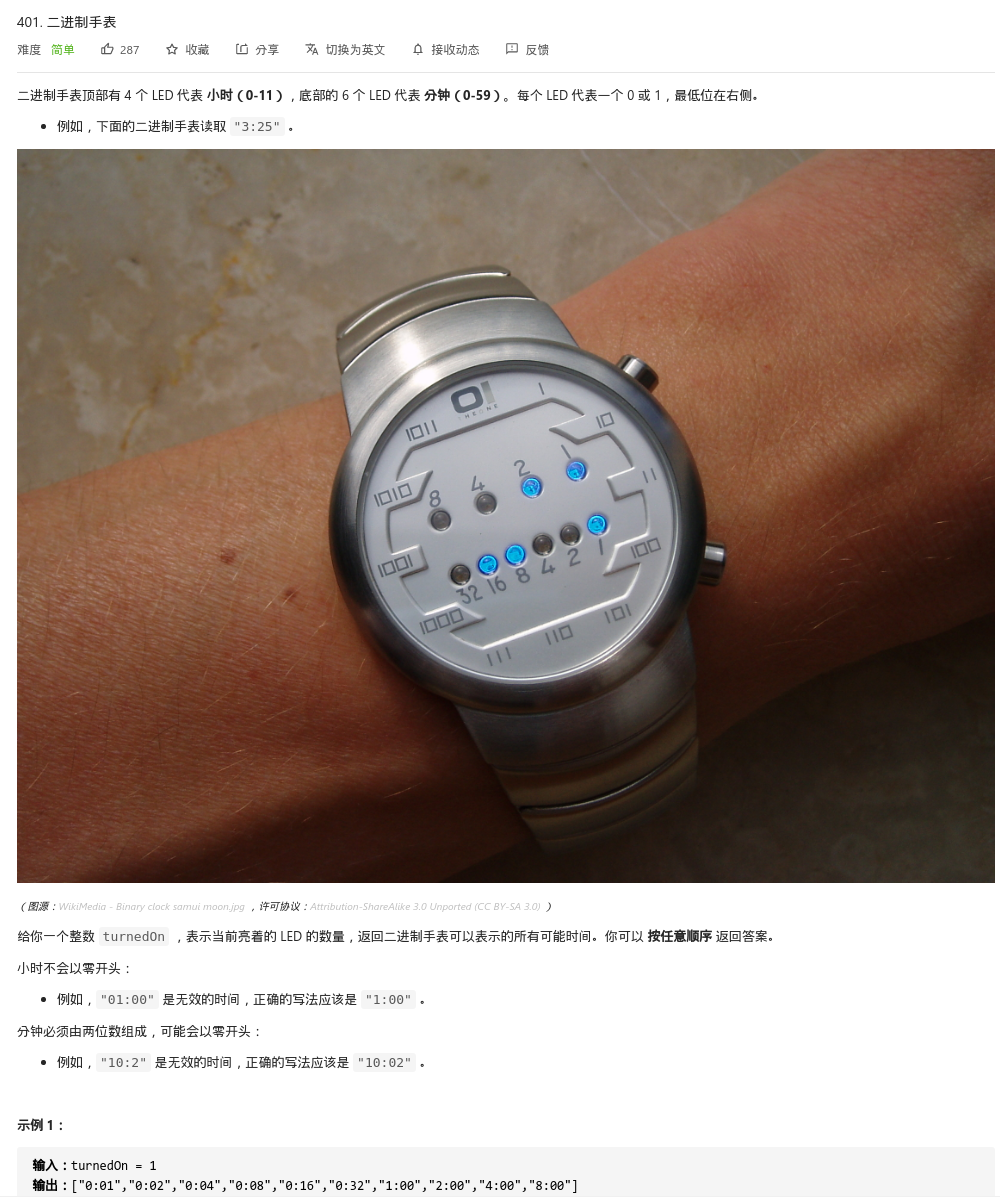 401. 二进制手表
难度 简单 287 收藏 分享 切换为英文 接收动态 反馈
二进制手表顶部有 4 个 LED 代表 小时（0-11），底部的 6 个 LED 代表 分钟（0-59）。每个 LED 代表一个 0 或 1，最低位在右侧。
例如，下面的二进制手表读取 "3:25" 。
01
1
1011
10
1010
11
8 4 2 1
1001
100
32 16 8 4 2 1
1000
101
111
110
（图源：WikiMedia - Binary clock samui moon.jpg ，许可协议：Attribution-ShareAlike 3.0 Unported (CC BY-SA 3.0) ）
给你一个整数 turnedOn ，表示当前亮着的 LED 的数量，返回二进制手表可以表示的所有可能时间。你可以 按任意顺序 返回答案。
小时不会以零开头：
例如，"01:00" 是无效的时间，正确的写法应该是 "1:00" 。
分钟必须由两位数组成，可能会以零开头：
例如，"10:2" 是无效的时间，正确的写法应该是 "10:02" 。
示例 1：
输入：turnedOn = 1
输出：["0:01","0:02","0:04","0:08","0:16","0:32","1:00","2:00","4:00","8:00"]